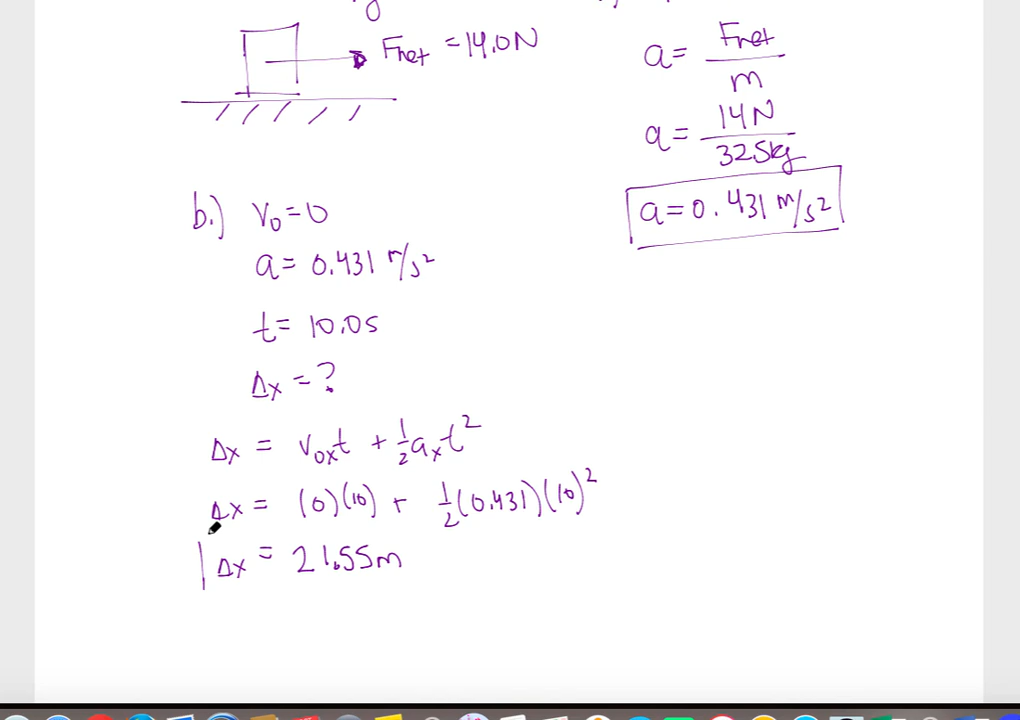 Fnet = 14.0N
a = Fnet / m
a = 14N / 32.5kg
a = 0.431 m/s²
b.) V₀ = 0
a = 0.431 m/s²
t = 10.0s
Δx = ?
Δx = V₀ₓt + ½aₓt²
Δx = (0)(10) + ½(0.431)(10)²
Δx = 21.55m